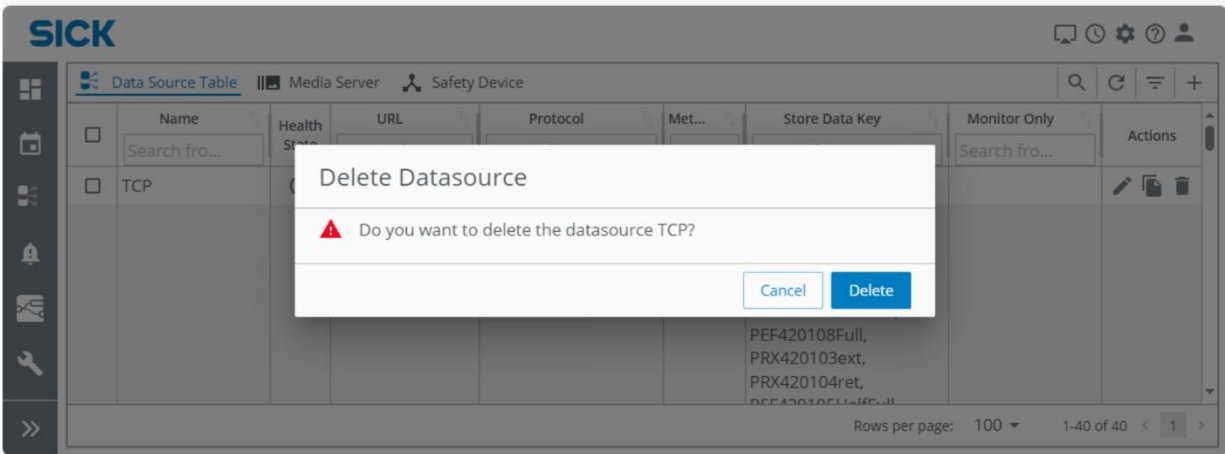 SICK
Data Source Table Media Server Safety Device
Name Health State URL Protocol Met... Store Data Key Monitor Only Actions
Search fro... Search fro...
TCP
Delete Datasource
Do you want to delete the datasource TCP?
Cancel Delete
PEF420108Full,
PRX420103ext,
PRX420104ret,
PEF420105HalfFull
Rows per page: 100 1-40 of 40 < 1 >